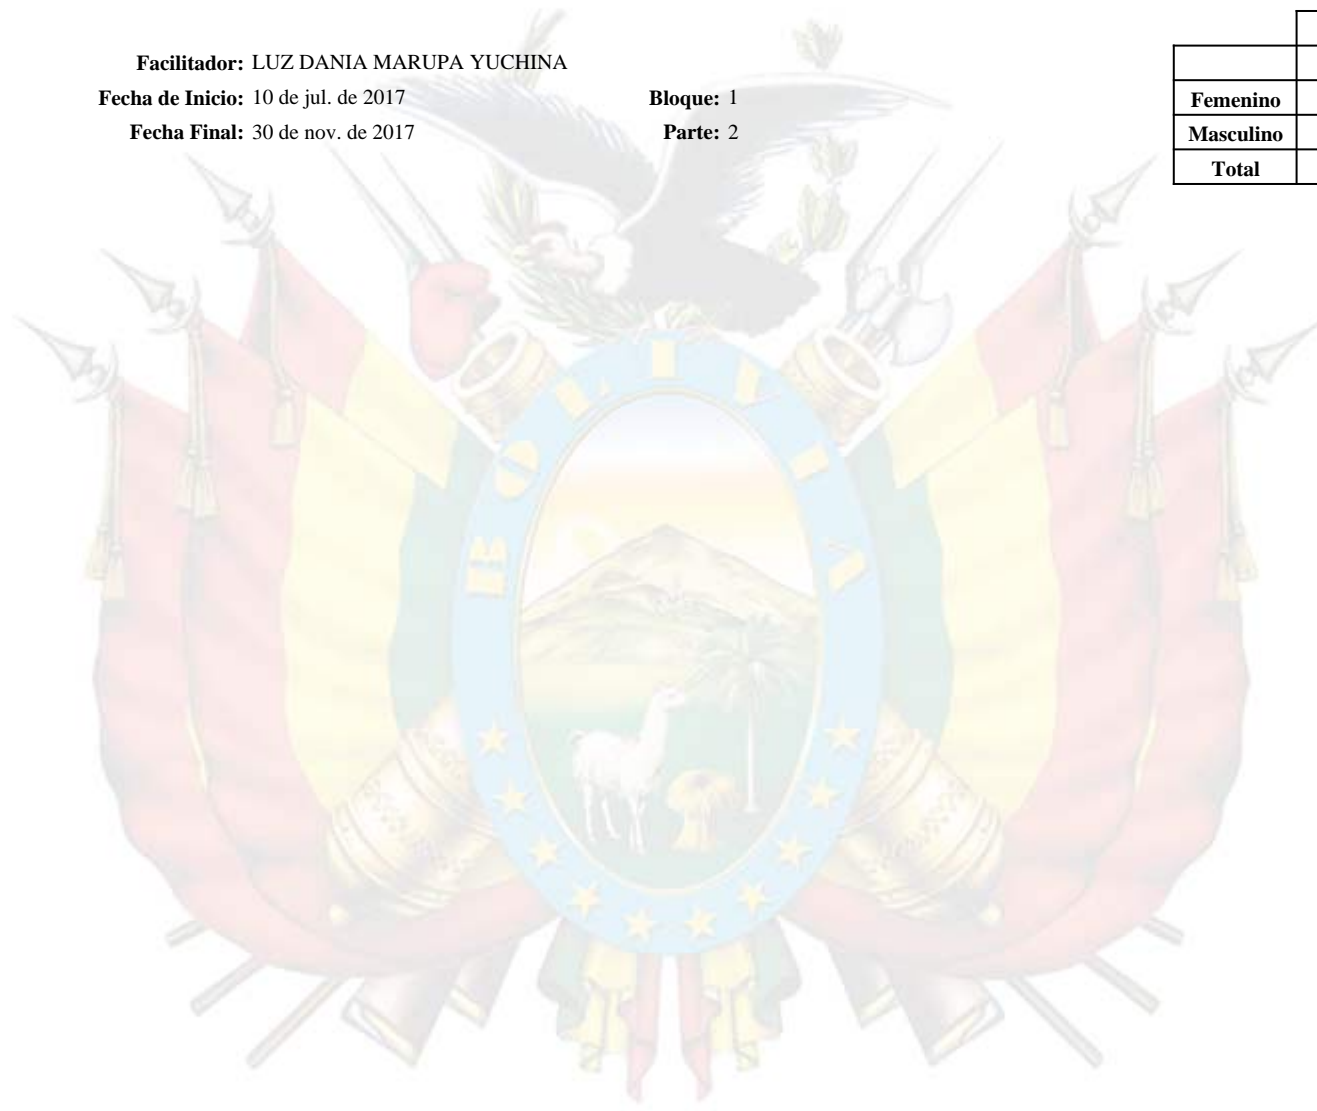 Facilitador: LUZ DANIA MARUPA YUCHINA
Fecha de Inicio: 10 de jul. de 2017 Bloque: 1
Fecha Final: 30 de nov. de 2017 Parte: 2
Femenino
Masculino
Total
BOLIVIA